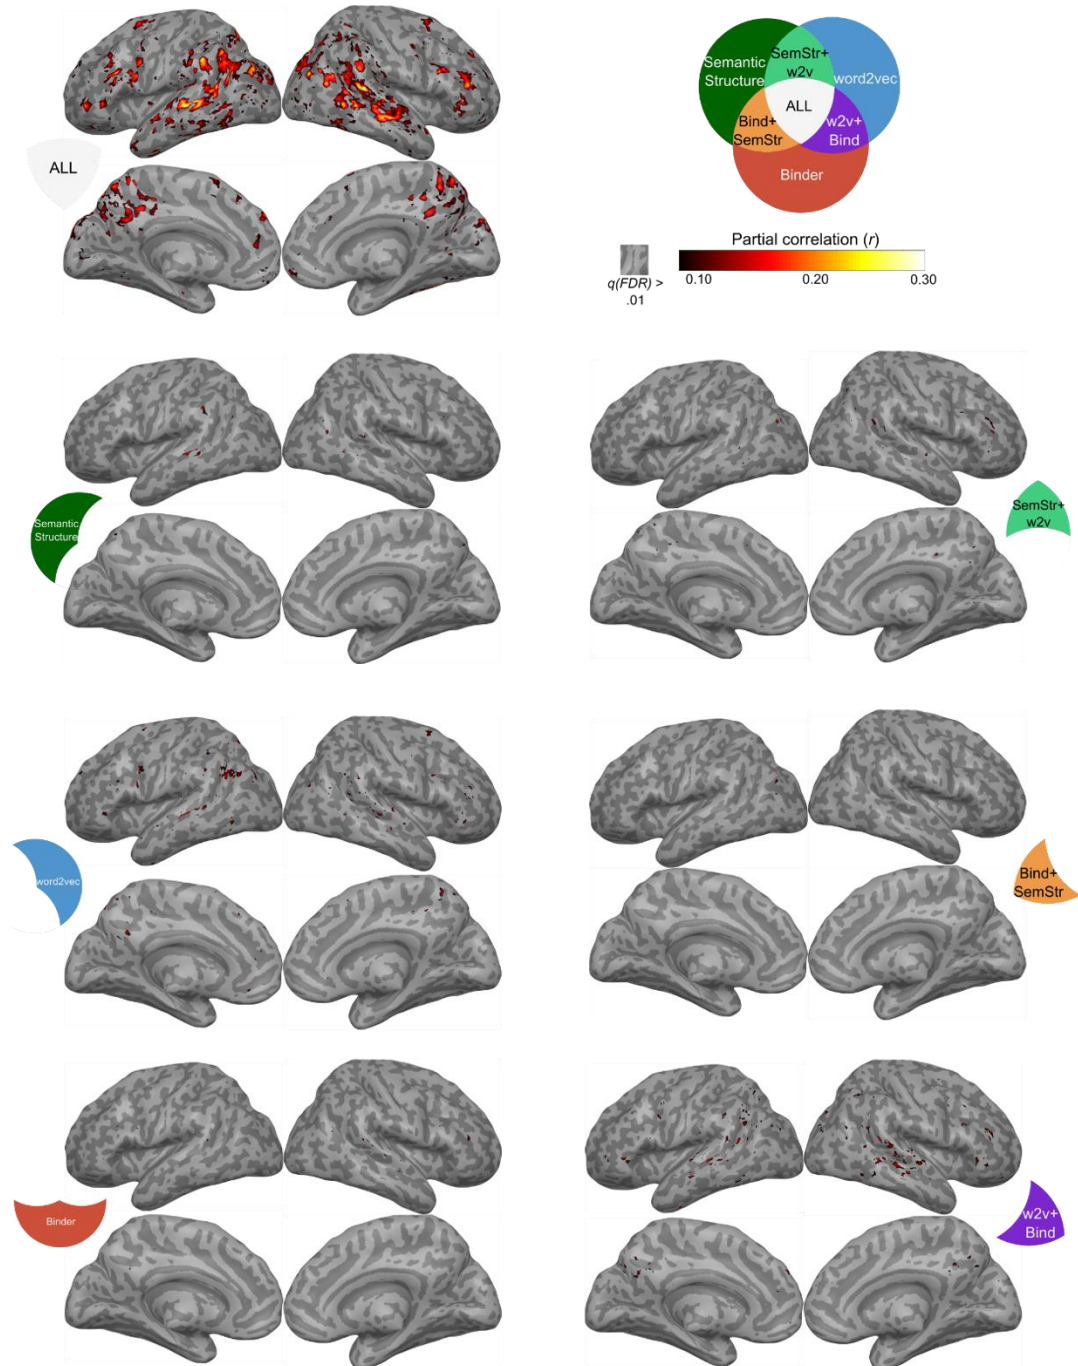 SemStr+
w2v
Semantic
Structure
word2vec
ALL
Bind+
SemStr
w2v+
Bind
Binder
ALL
Partial correlation (r)
0.10
0.20
0.30
q(FDR) >
.01
Semantic
Structure
SemStr+
w2v
word2vec
Bind+
SemStr
Binder
w2v+
Bind